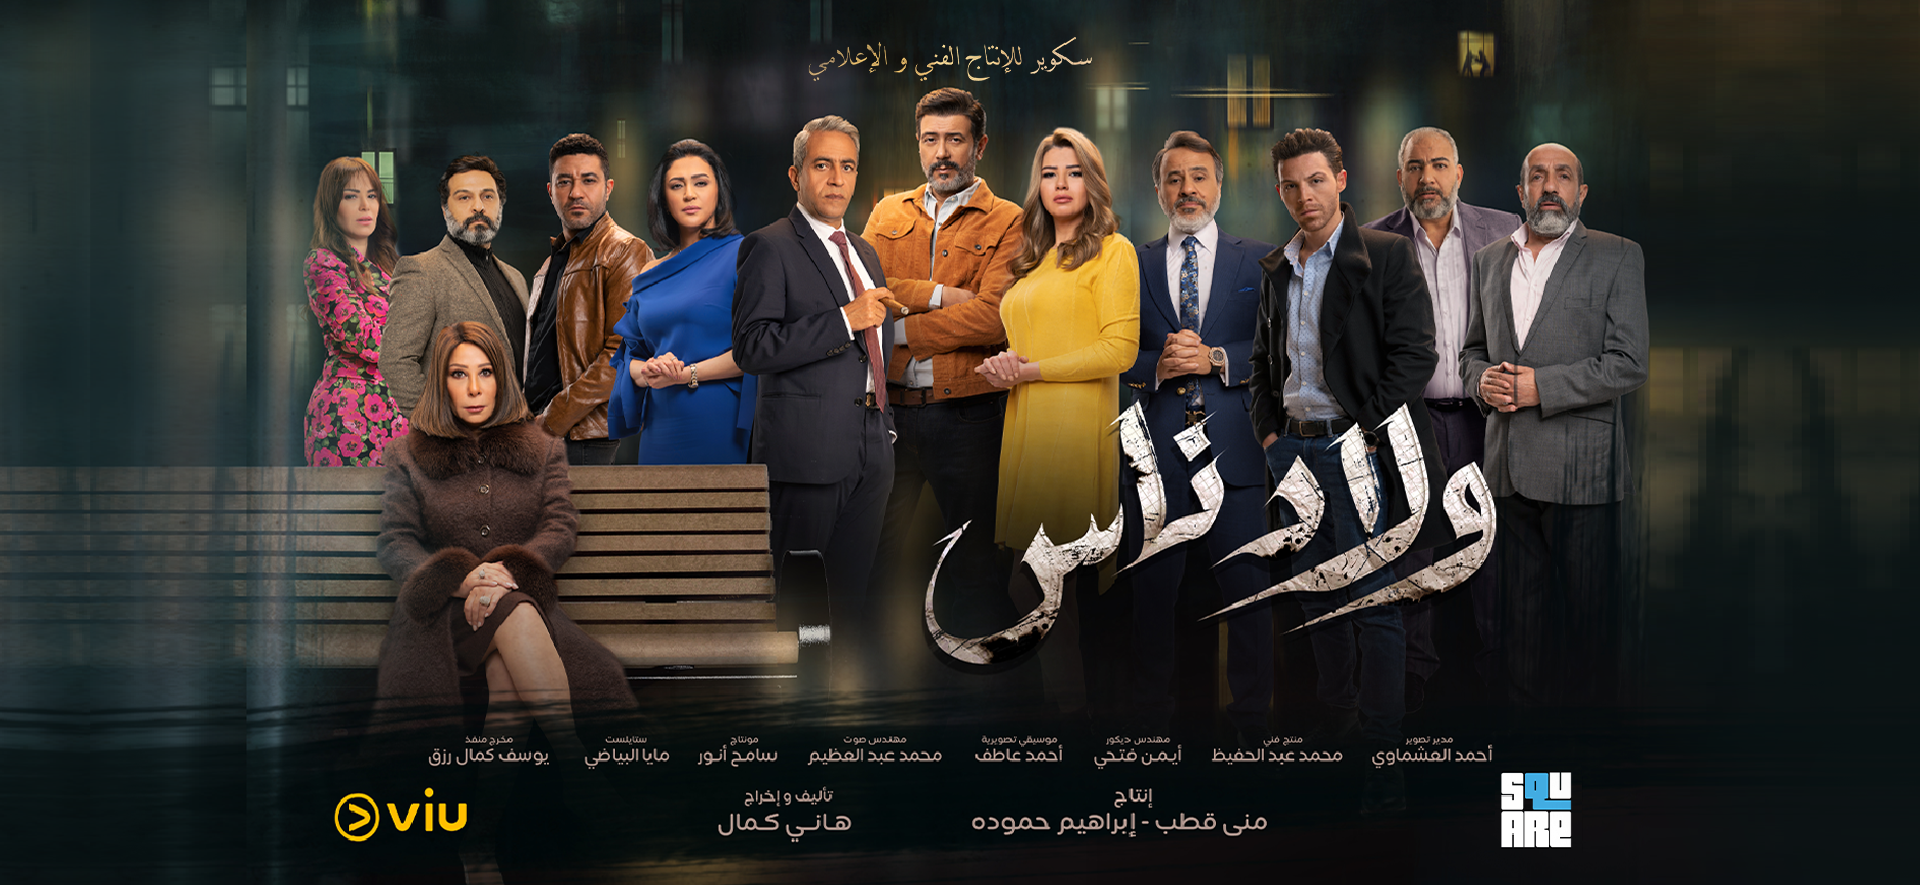 سكوير للإنتاج الفني و الإعلامي
ولاد ناس
مدير تصوير
أحمد العشماوي
منتج فني
محمد عبد الحفيظ
مهندس ديكور
أيمن فتحي
موسيقي تصويرية
أحمد عاطف
مهندس صوت
محمد عبد العظيم
مونتاج
سامح أنور
ستايلست
مايا البياضي
مخرج منفذ
يوسف كمال رزق
إنتاج
منى قطب - إبراهيم حموده
تأليف و إخراج
هاني كمال
viu
SQU
ARE